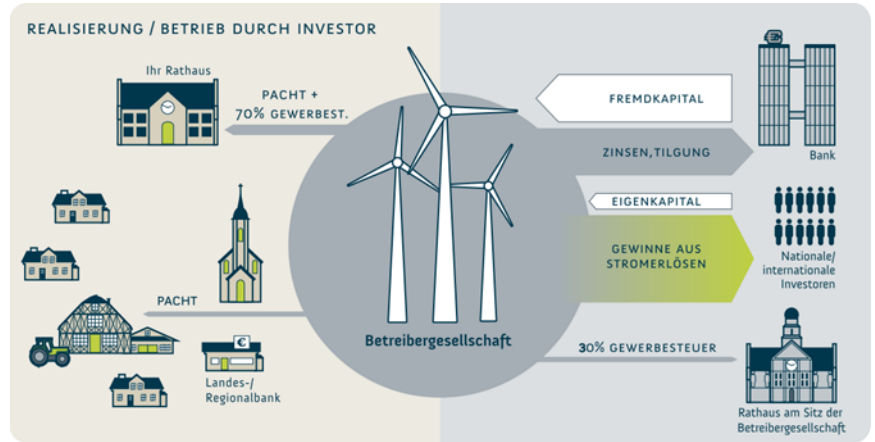 REALISIERUNG / BETRIEB DURCH INVESTOR
Ihr Rathaus
PACHT +
70% GEWERBEST.
PACHT
€
Landes-/
Regionalbank
Betreibergesellschaft
FREMDKAPITAL
ZINSEN, TILGUNG
Bank
EIGENKAPITAL
GEWINNE AUS
STROMERLÖSEN
Nationale/
internationale
Investoren
30% GEWERBESTEUER
Rathaus am Sitz der
Betreibergesellschaft